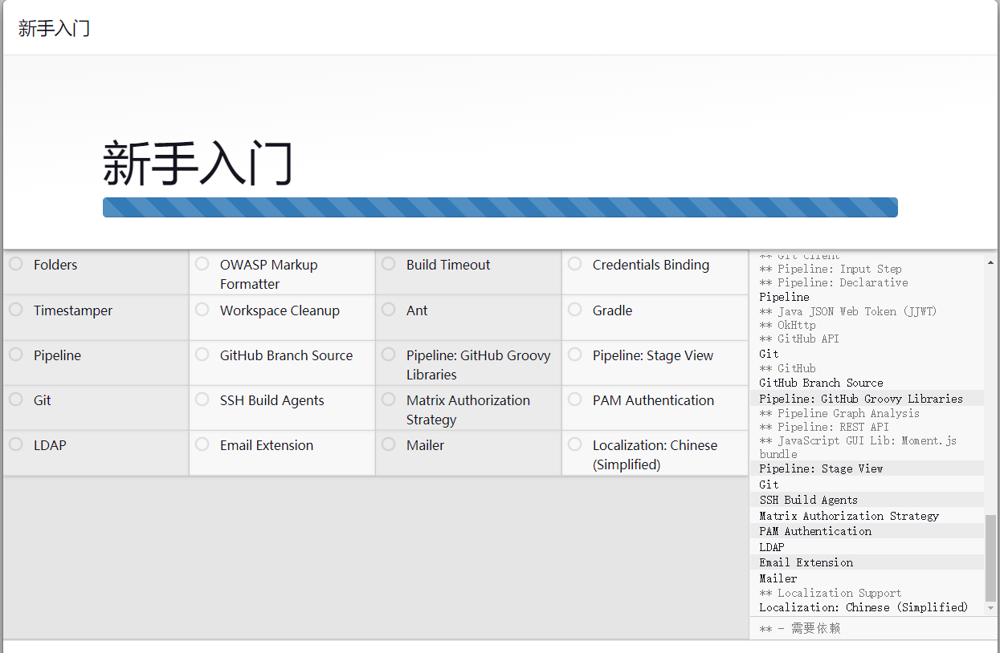 新手入门
新手入门
Folders
OWASP Markup
Formatter
Build Timeout
Credentials Binding
Timestamper
Workspace Cleanup
Ant
Gradle
Pipeline
GitHub Branch Source
Pipeline: GitHub Groovy
Libraries
Pipeline: Stage View
Git
SSH Build Agents
Matrix Authorization
Strategy
PAM Authentication
LDAP
Email Extension
Mailer
Localization: Chinese
(Simplified)
** Git client
** Pipeline: Input Step
** Pipeline: Declarative
Pipeline
** Java JSON Web Token (JJWT)
** OkHttp
** GitHub API
Git
** GitHub
GitHub Branch Source
Pipeline: GitHub Groovy Libraries
** Pipeline Graph Analysis
** Pipeline: REST API
** JavaScript GUI Lib: Moment.js
bundle
Pipeline: Stage View
Git
SSH Build Agents
Matrix Authorization Strategy
PAM Authentication
LDAP
Email Extension
Mailer
** Localization Support
Localization: Chinese (Simplified)
** - 需要依赖